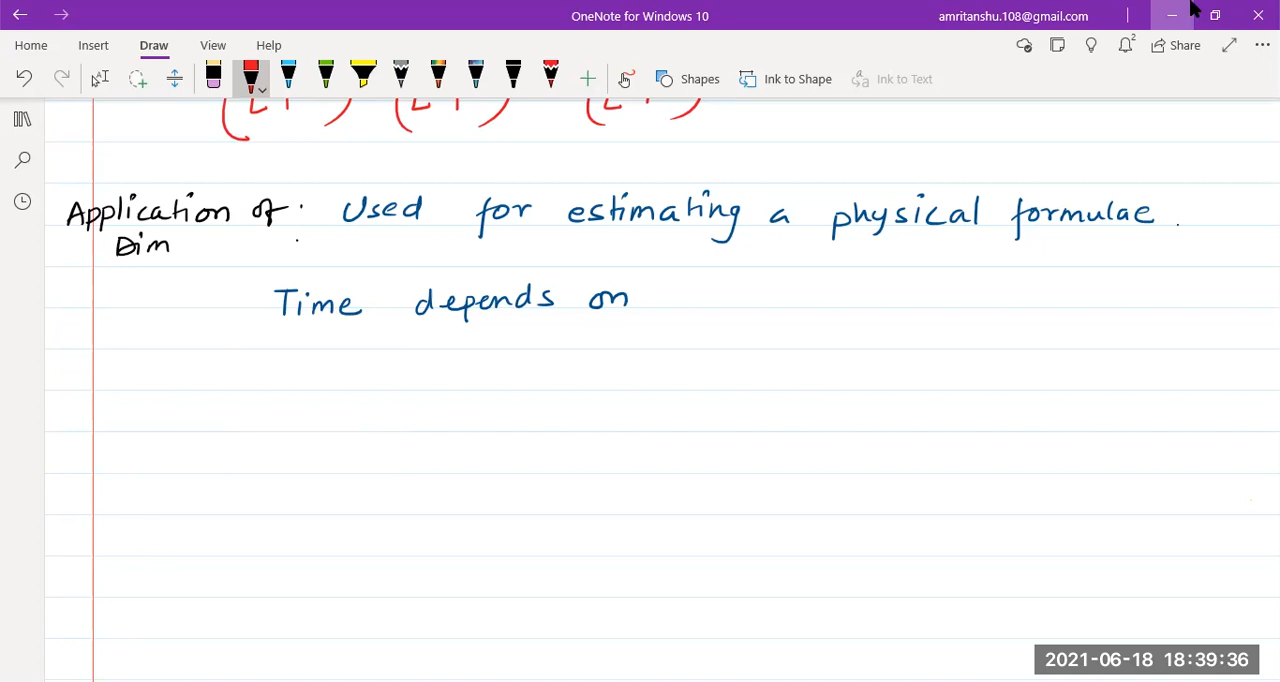 OneNote for Windows 10
amritanshu.108@gmail.com
Home Insert Draw View Help
2
Share
Shapes Ink to Shape Ink to Text
Application of : Used for estimating a physical formulae .
Dim
Time depends on
2021-06-18 18:39:36